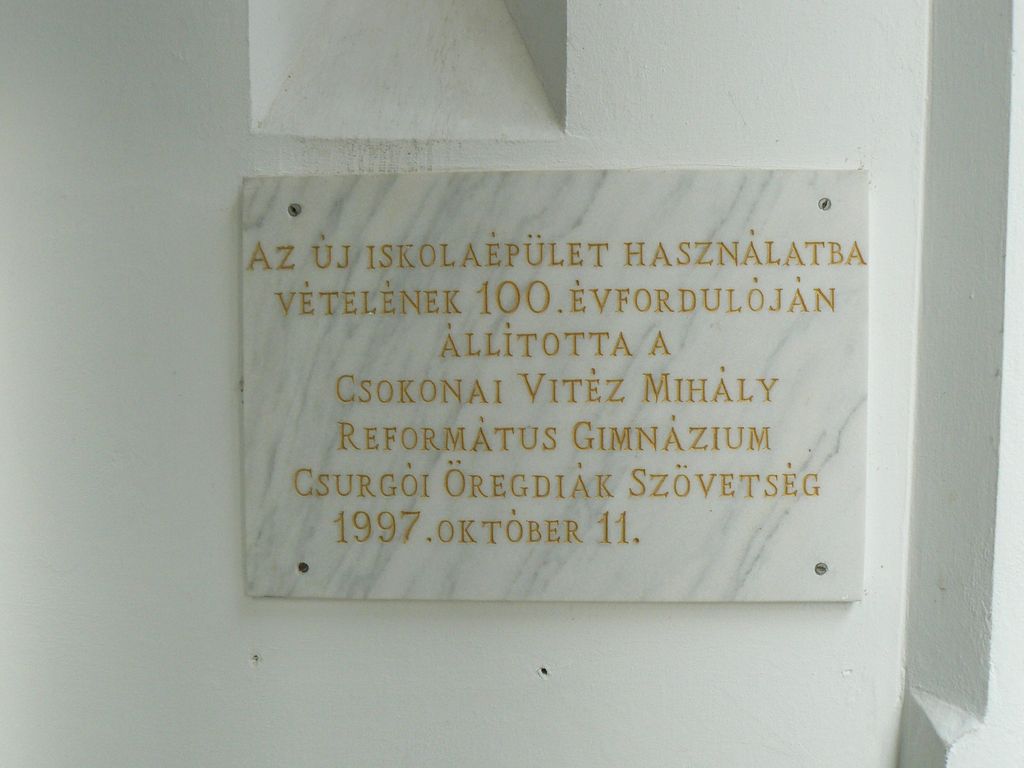 AZ ÚJ ISKOLAÉPÜLET HASZNÁLATBA
VÉTELÉNEK 100. ÉVFORDULÓJÁN
ÁLLÍTOTTA A
CSOKONAI VITÉZ MIHÁLY
REFORMÁTUS GIMNÁZIUM
CSURGÓI ÖREGDIÁK SZÖVETSÉG
1997. OKTÓBER 11.